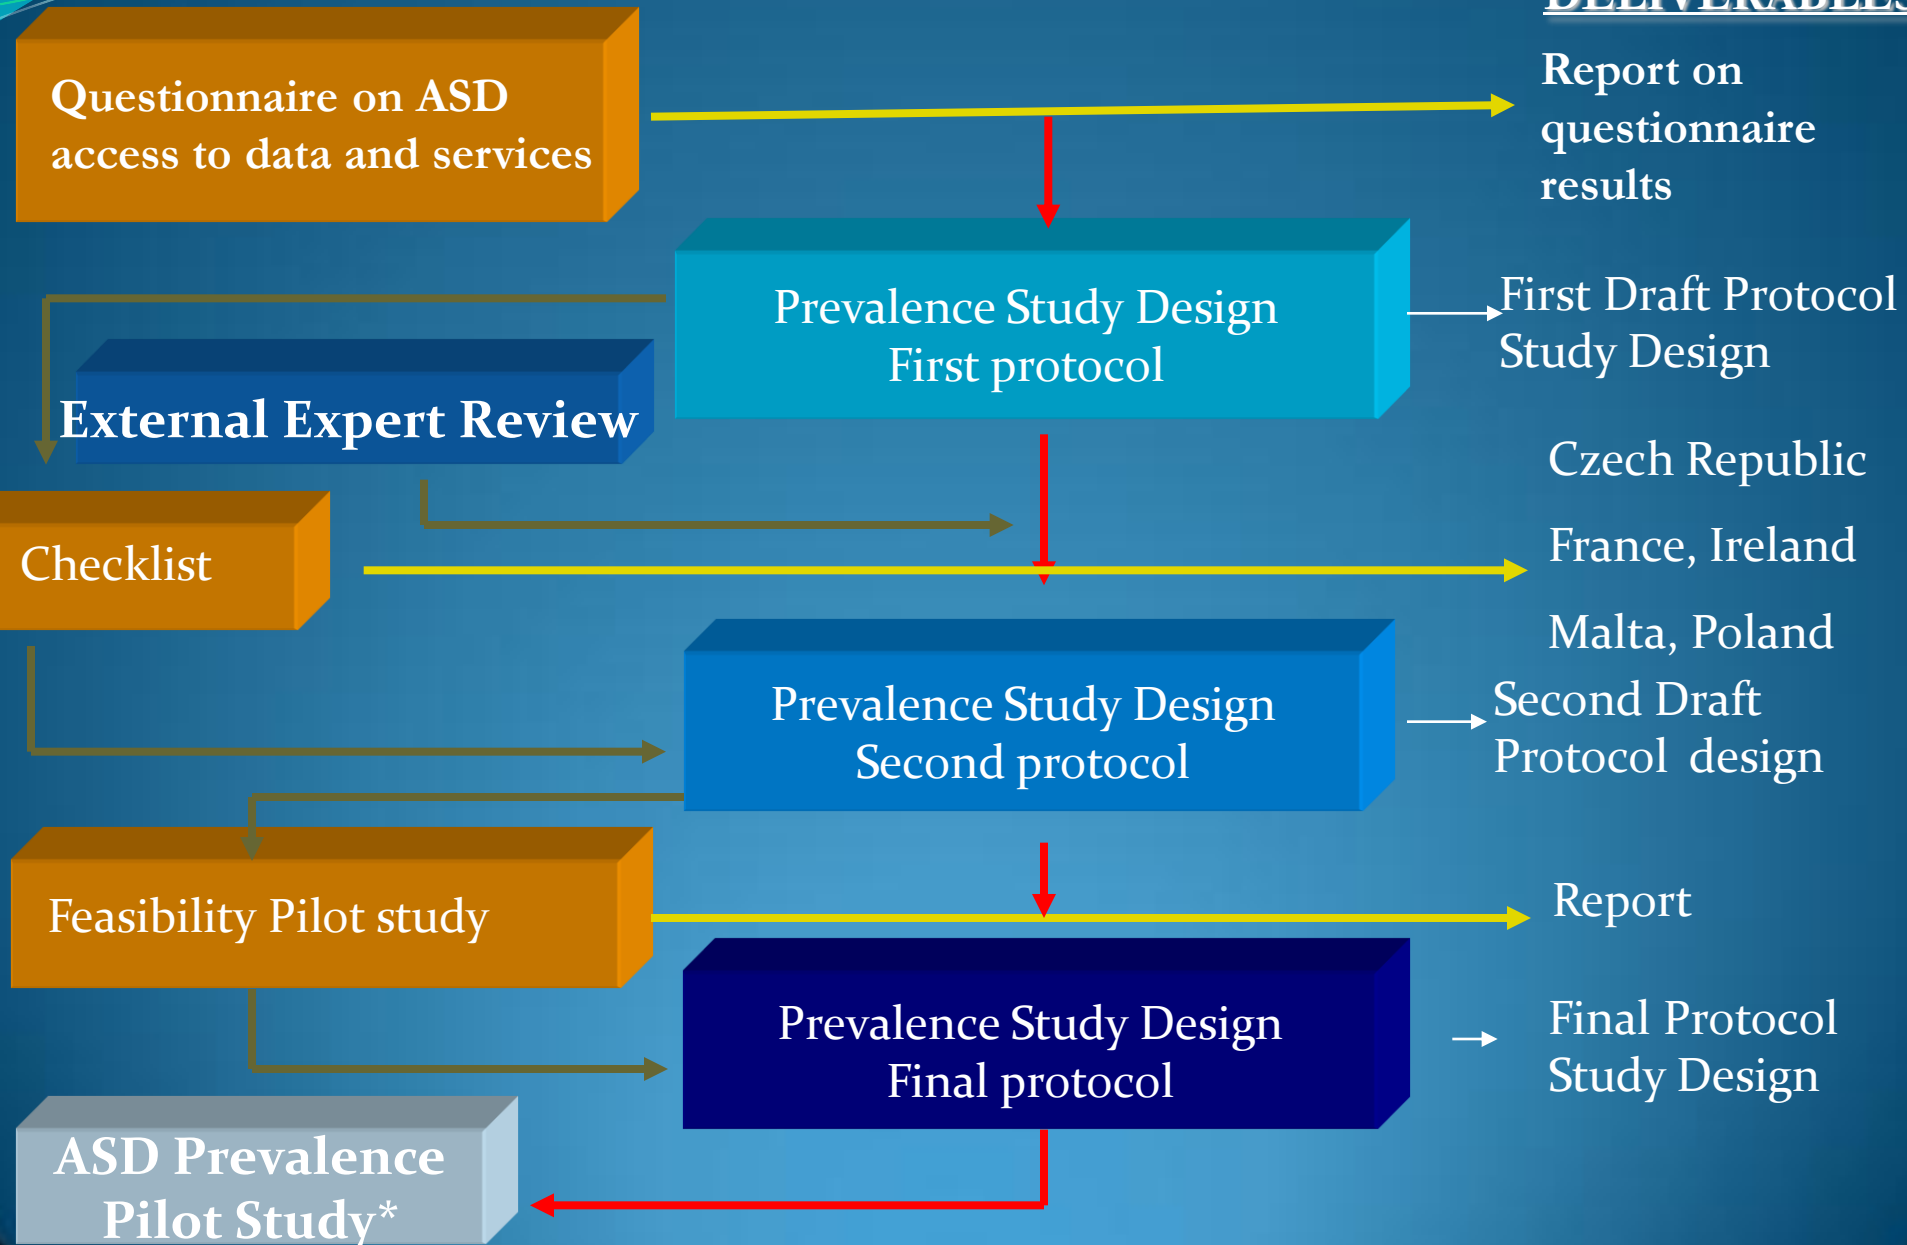 DELIVERABLES
Questionnaire on ASD
access to data and services
Report on
questionnaire
results
Prevalence Study Design
First protocol
First Draft Protocol
Study Design
External Expert Review
Czech Republic
France, Ireland
Malta, Poland
Checklist
Prevalence Study Design
Second protocol
Second Draft
Protocol design
Feasibility Pilot study
Report
Prevalence Study Design
Final protocol
Final Protocol
Study Design
ASD Prevalence
Pilot Study*